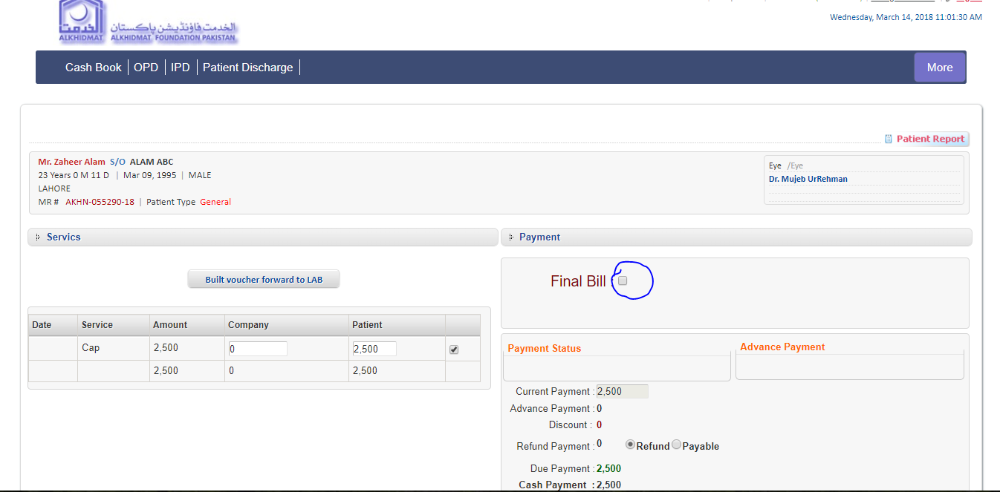 Wednesday, March 14, 2018 11:01:30 AM
الخدمت
الخدمت فاؤنڈیشن پاکستان
ALKHIDMAT
ALKHIDMAT FOUNDATION PAKISTAN
Cash Book
OPD
IPD
Patient Discharge
More
Patient Report
Mr. Zaheer Alam S/O ALAM ABC
23 Years 0 M 11 D | Mar 09, 1995 | MALE
LAHORE
MR # AKHN-055290-18 | Patient Type General
Eye /Eye
Dr. Mujeb UrRehman
Servics
Built voucher forward to LAB
Date Service Amount Company Patient
Cap 2,500 0 2,500
2,500 0 2,500
Payment
Final Bill
Payment Status
Advance Payment
Current Payment : 2,500
Advance Payment : 0
Discount : 0
Refund Payment : 0 Refund Payable
Due Payment : 2,500
Cash Payment : 2,500